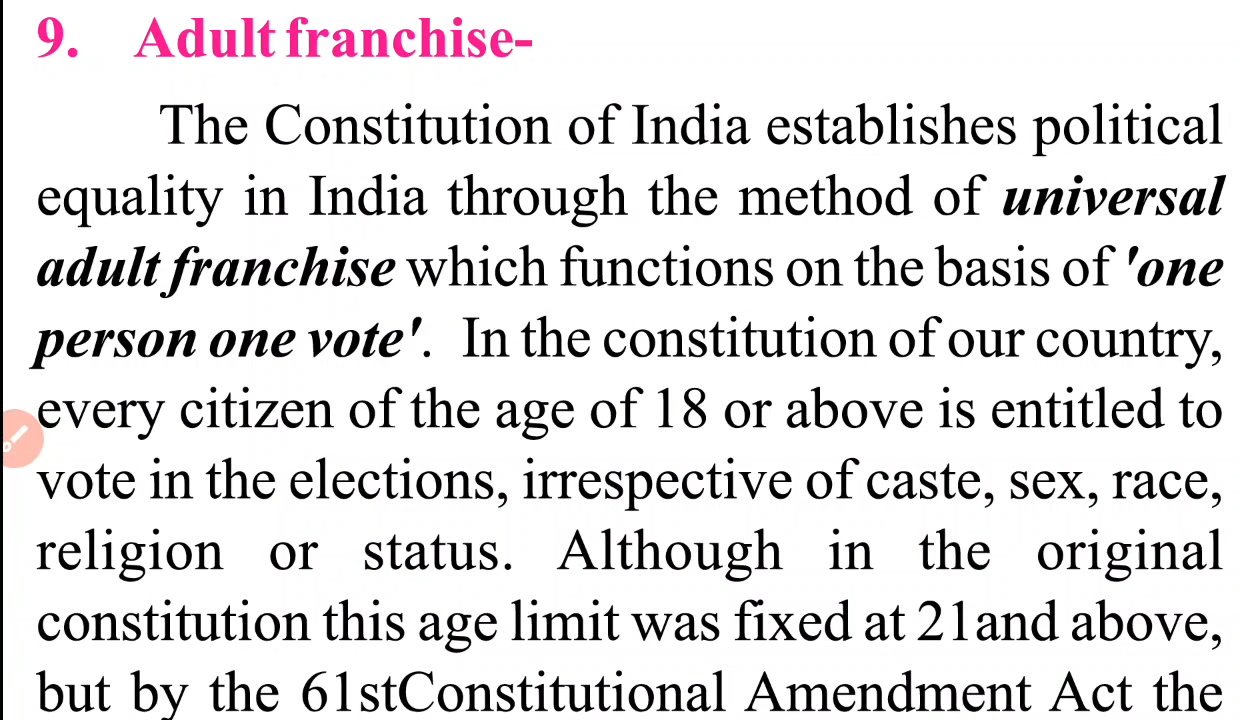 9. Adult franchise-
The Constitution of India establishes political
equality in India through the method of universal
adult franchise which functions on the basis of 'one
person one vote'. In the constitution of our country,
every citizen of the age of 18 or above is entitled to
vote in the elections, irrespective of caste, sex, race,
religion or status. Although in the original
constitution this age limit was fixed at 21and above,
but by the 61stConstitutional Amendment Act the